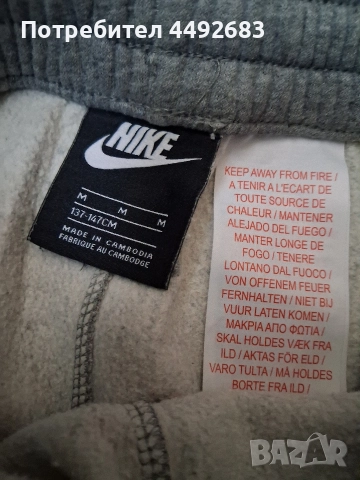 Потребител 4492683
NIKE
M M M
137-147CM
MADE IN CAMBODIA
FABRIQUE AU CAMBODGE
KEEP AWAY FROM FIRE /
A TENIR A L'ECART DE
TOUTE SOURCE DE
CHALEUR / MANTENER
ALEJADO DEL FUEGO /
MANTER LONGE DE
FOGO / TENERE
LONTANO DAL FUOCO /
VON OFFENEM FEUER
FERNHALTEN / NIET BIJ
VUUR LATEN KOMEN /
ΜΑΚΡΙΑ ΑΠΟ ΦΩΤΙΑ /
SKAL HOLDES VÆK FRA
ILD / AKTAS FÖR ELD /
VARO TULTA / MÅ HOLDES
BORTE FRA ILD /
BAZAR